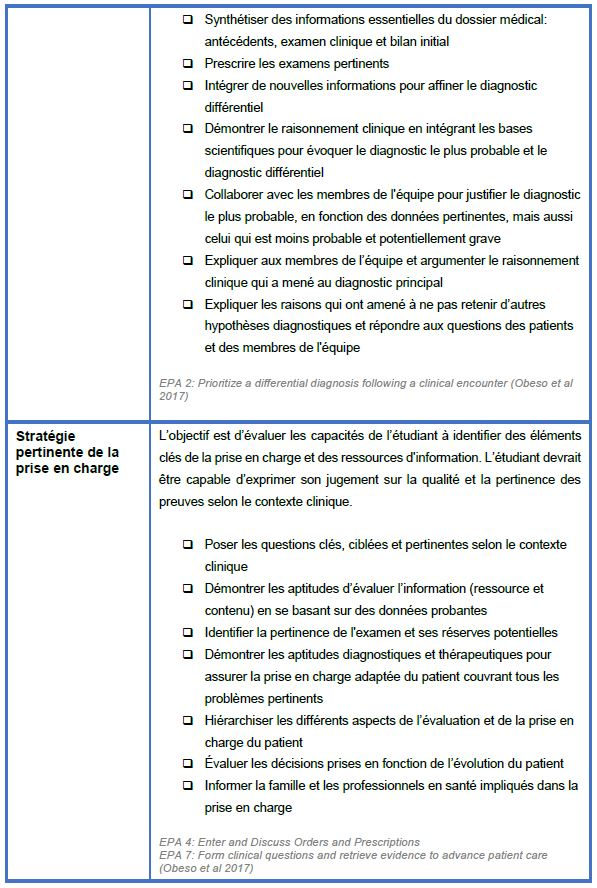 ❑ Synthétiser des informations essentielles du dossier médical:
antécédents, examen clinique et bilan initial
❑ Prescrire les examens pertinents
❑ Intégrer de nouvelles informations pour affiner le diagnostic
différentiel
❑ Démontrer le raisonnement clinique en intégrant les bases
scientifiques pour évoquer le diagnostic le plus probable et le
diagnostic différentiel
❑ Collaborer avec les membres de l'équipe pour justifier le diagnostic
le plus probable, en fonction des données pertinentes, mais aussi
celui qui est moins probable et potentiellement grave
❑ Expliquer aux membres de l’équipe et argumenter le raisonnement
clinique qui a mené au diagnostic principal
❑ Expliquer les raisons qui ont amené à ne pas retenir d’autres
hypothèses diagnostiques et répondre aux questions des patients
et des membres de l'équipe
EPA 2: Prioritize a differential diagnosis following a clinical encounter (Obeso et al
2017)
Stratégie
pertinente de la
prise en charge
L’objectif est d’évaluer les capacités de l’étudiant à identifier des éléments
clés de la prise en charge et des ressources d'information. L’étudiant devrait
être capable d’exprimer son jugement sur la qualité et la pertinence des
preuves selon le contexte clinique.
❑ Poser les questions clés, ciblées et pertinentes selon le contexte
clinique
❑ Démontrer les aptitudes d’évaluer l’information (ressource et
contenu) en se basant sur des données probantes
❑ Identifier la pertinence de l'examen et ses réserves potentielles
❑ Démontrer les aptitudes diagnostiques et thérapeutiques pour
assurer la prise en charge adaptée du patient couvrant tous les
problèmes pertinents
❑ Hiérarchiser les différents aspects de l’évaluation et de la prise en
charge du patient
❑ Évaluer les décisions prises en fonction de l’évolution du patient
❑ Informer la famille et les professionnels en santé impliqués dans la
prise en charge
EPA 4: Enter and Discuss Orders and Prescriptions
EPA 7: Form clinical questions and retrieve evidence to advance patient care
(Obeso et al 2017)